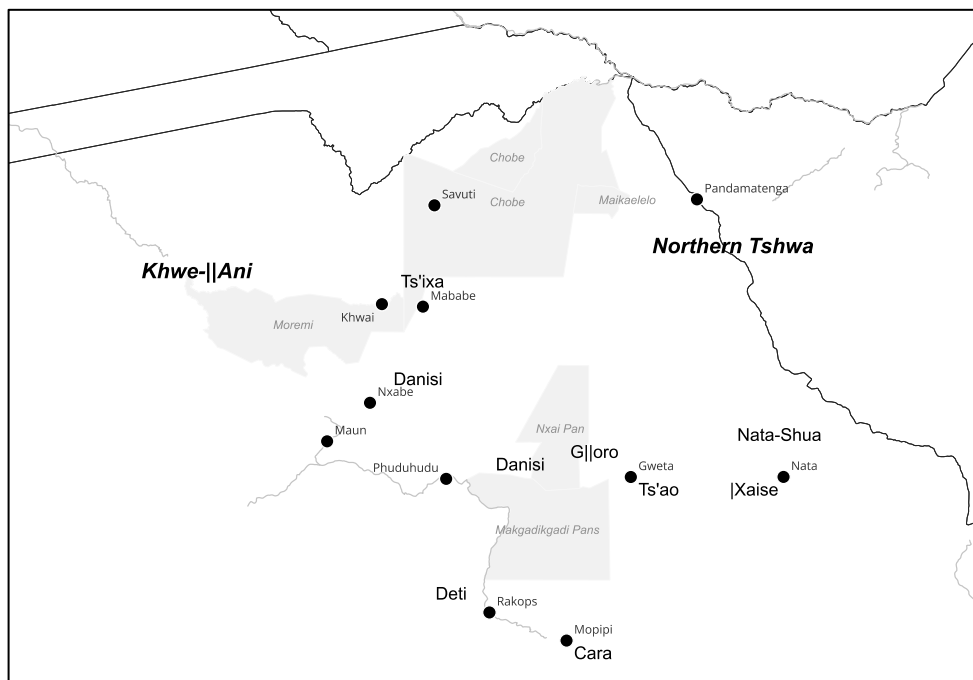 Chobe
Savuti
Chobe
Maikaelelo
Pandamatenga
Northern Tshwa
Khwe-||Ani
Ts'ixa
Mababe
Khwai
Moremi
Danisi
Nxabe
Maun
Nxai Pan
Nata-Shua
Phuduhudu
Danisi
G||oro
Gweta
Ts'ao
Nata
|Xaise
Makgadikgadi Pans
Deti
Rakops
Mopipi
Cara